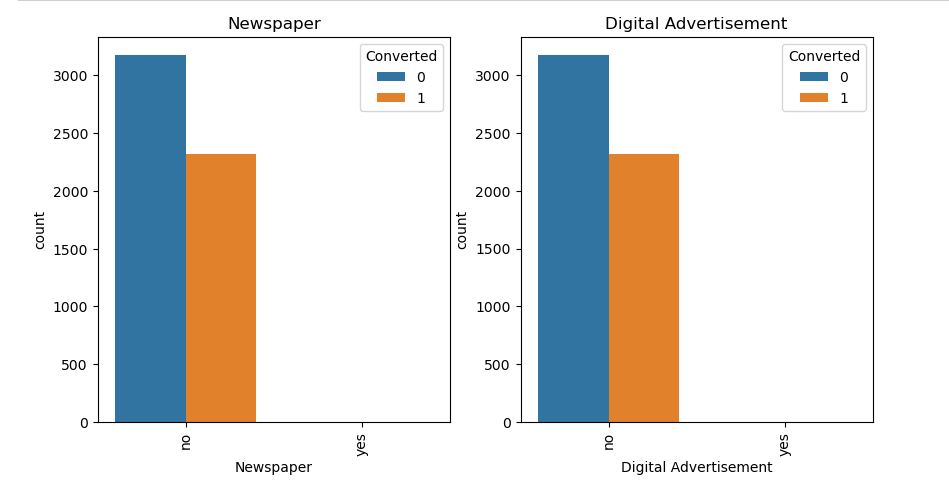 Newspaper
Converted
0
1
3000
2500
2000
1500
1000
500
0
count
no
yes
Newspaper
Digital Advertisement
Converted
0
1
3000
2500
2000
1500
1000
500
0
count
no
yes
Digital Advertisement